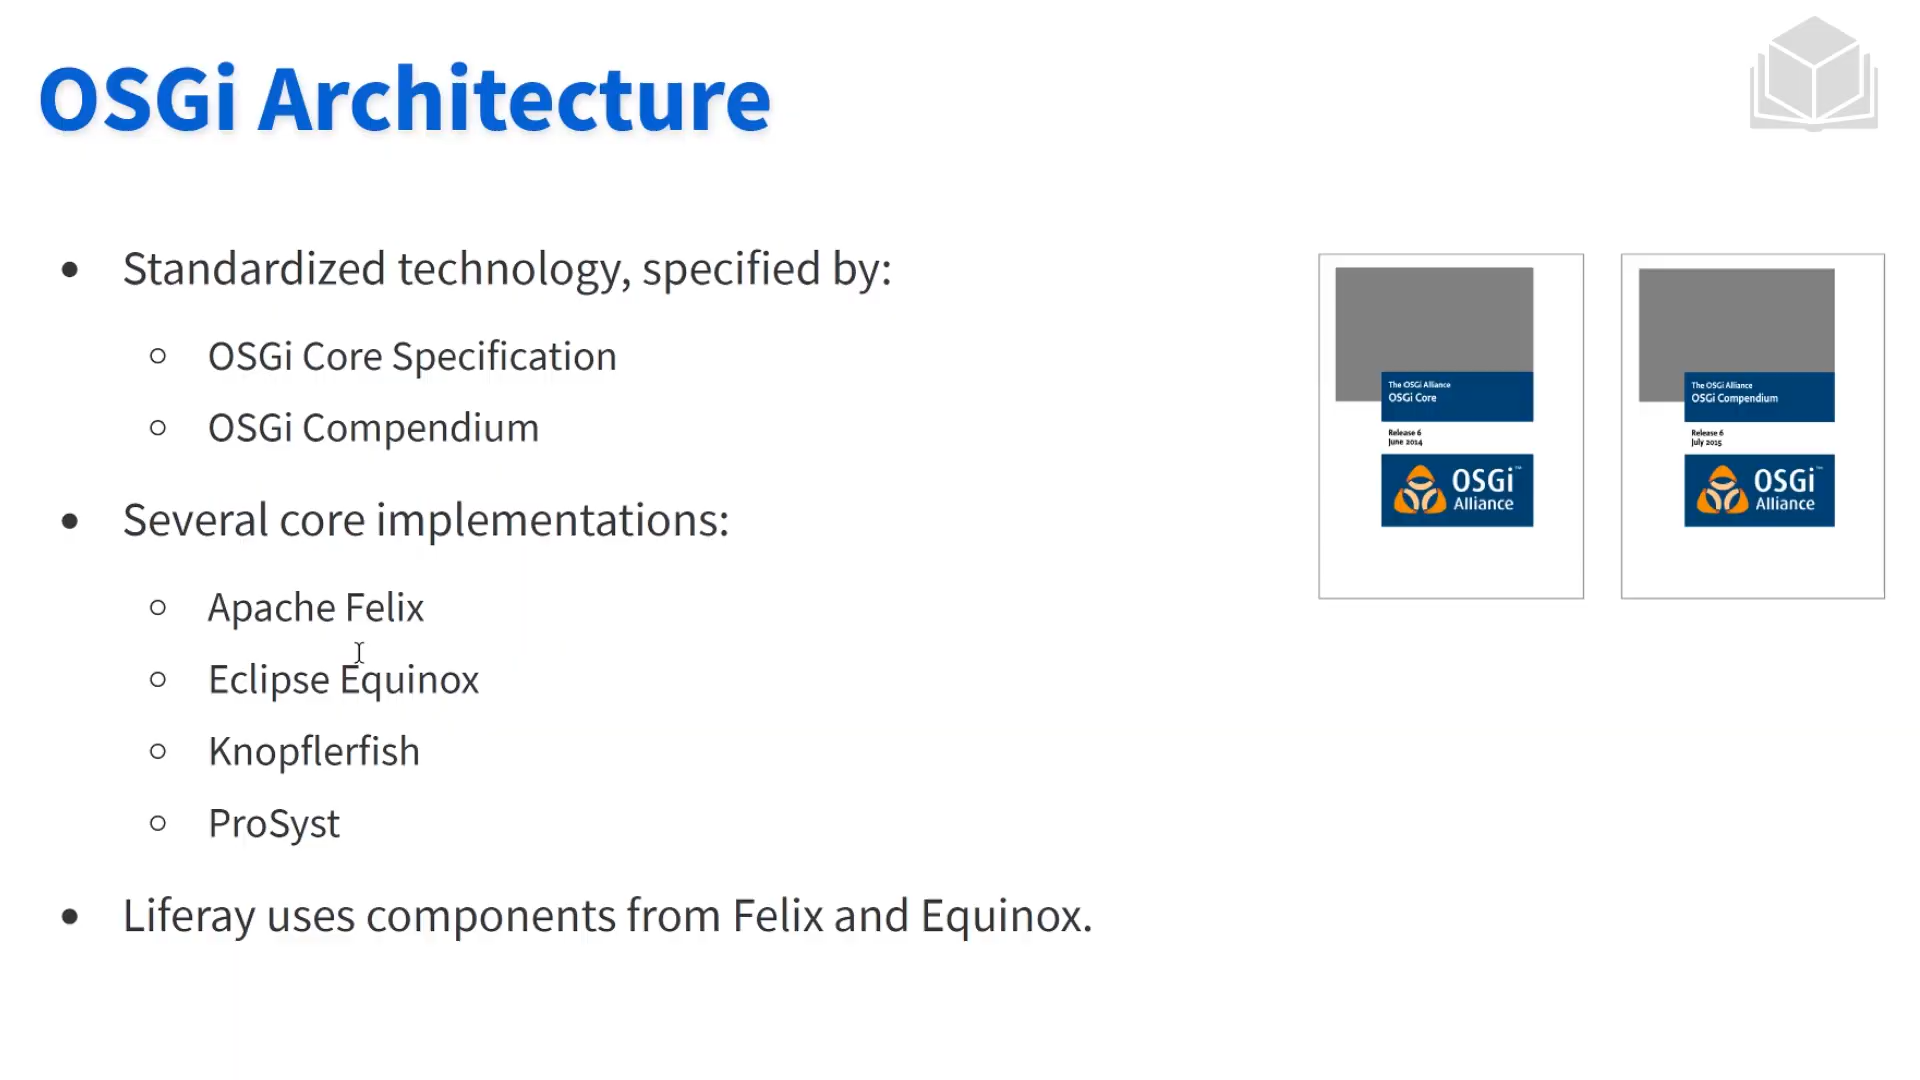 OSGi Architecture
Standardized technology, specified by:
OSGi Core Specification
OSGi Compendium
Several core implementations:
Apache Felix
Eclipse Equinox
Knopflerfish
ProSyst
Liferay uses components from Felix and Equinox.
The OSGi Alliance
OSGi Core
Release 6
June 2014
OSGi™
Alliance
The OSGi Alliance
OSGi Compendium
Release 6
July 2015
OSGi™
Alliance